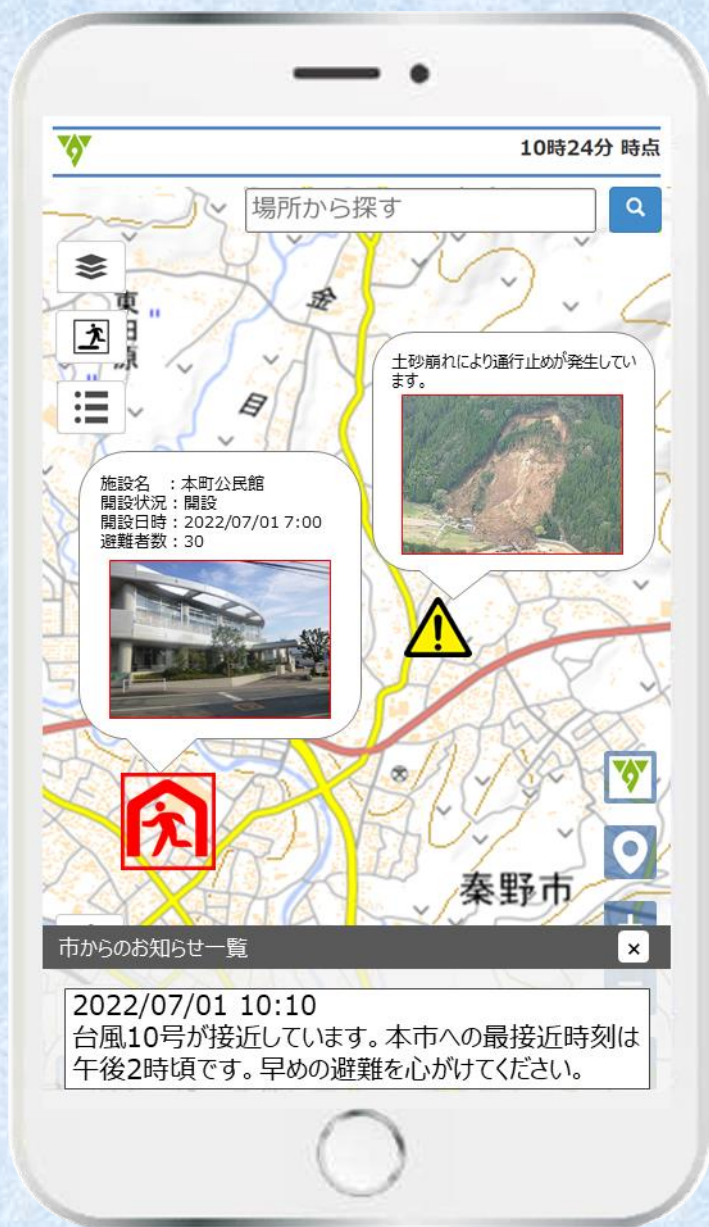 10時24分 時点
場所から探す
東田原
金
目
土砂崩れにより通行止めが発生してい
ます。
施設名 :本町公民館
開設状況:開設
開設日時:2022/07/01 7:00
避難者数:30
秦野市
市からのお知らせ一覧
×
2022/07/01 10:10
台風10号が接近しています。本市への最接近時刻は
午後2時頃です。早めの避難を心がけてください。